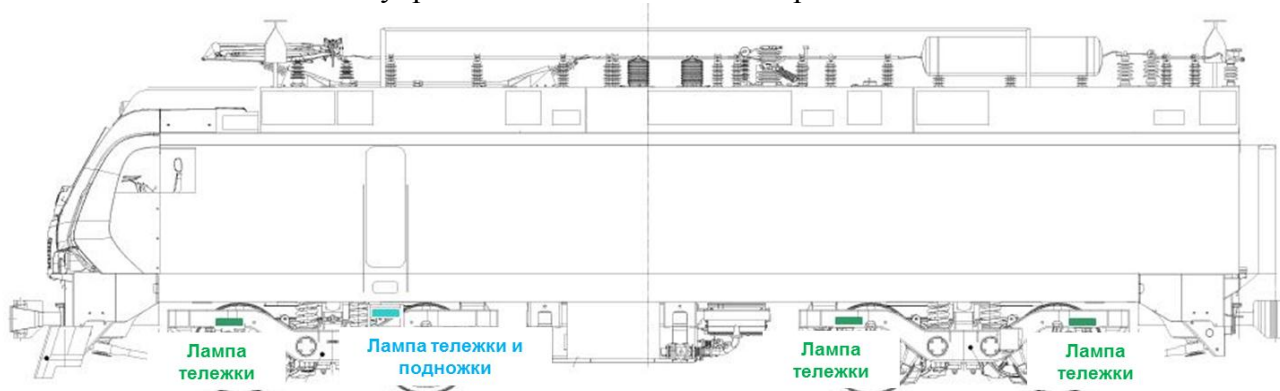 Лампа
тележки
Лампа тележки и
подножки
Лампа
тележки
Лампа
тележки